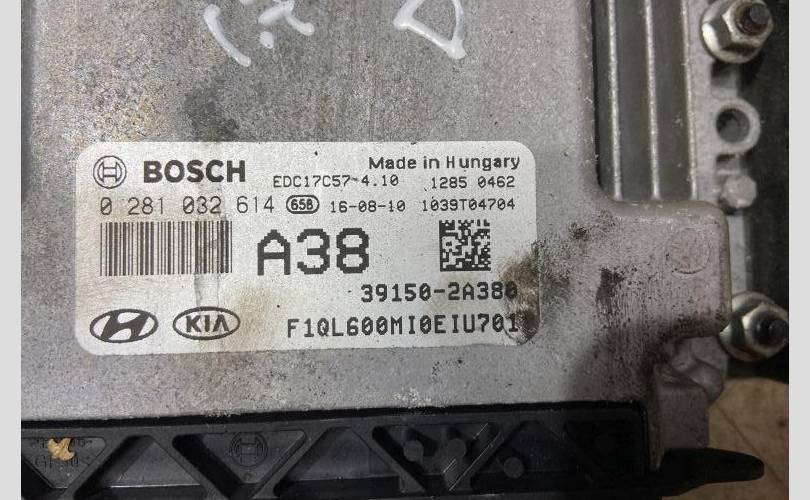 BOSCH
Made in Hungary
EDC17C57-4.10 1285 0462
0 281 032 614 65B 16-08-10 1039T04704
A38
39150-2A380
KIA F1QL600MI0EIU701